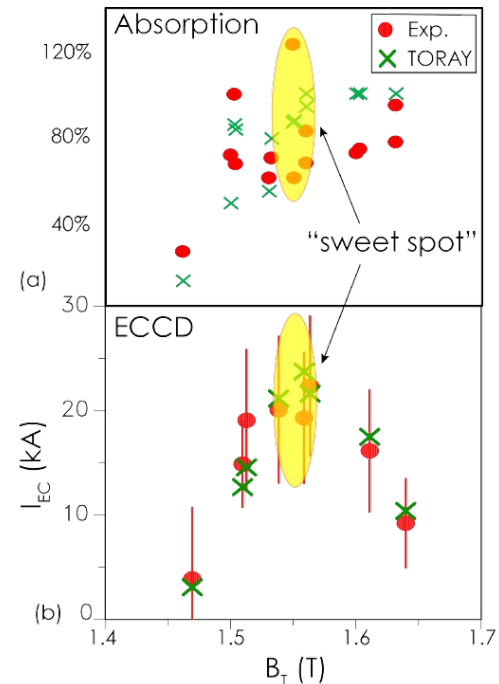 (a)
Absorption
Exp.
TORAY
120%
80%
40%
"sweet spot"
30
ECCD
20
10
0
I_EC (kA)
(b)
1.4
1.5
1.6
1.7
B_T (T)